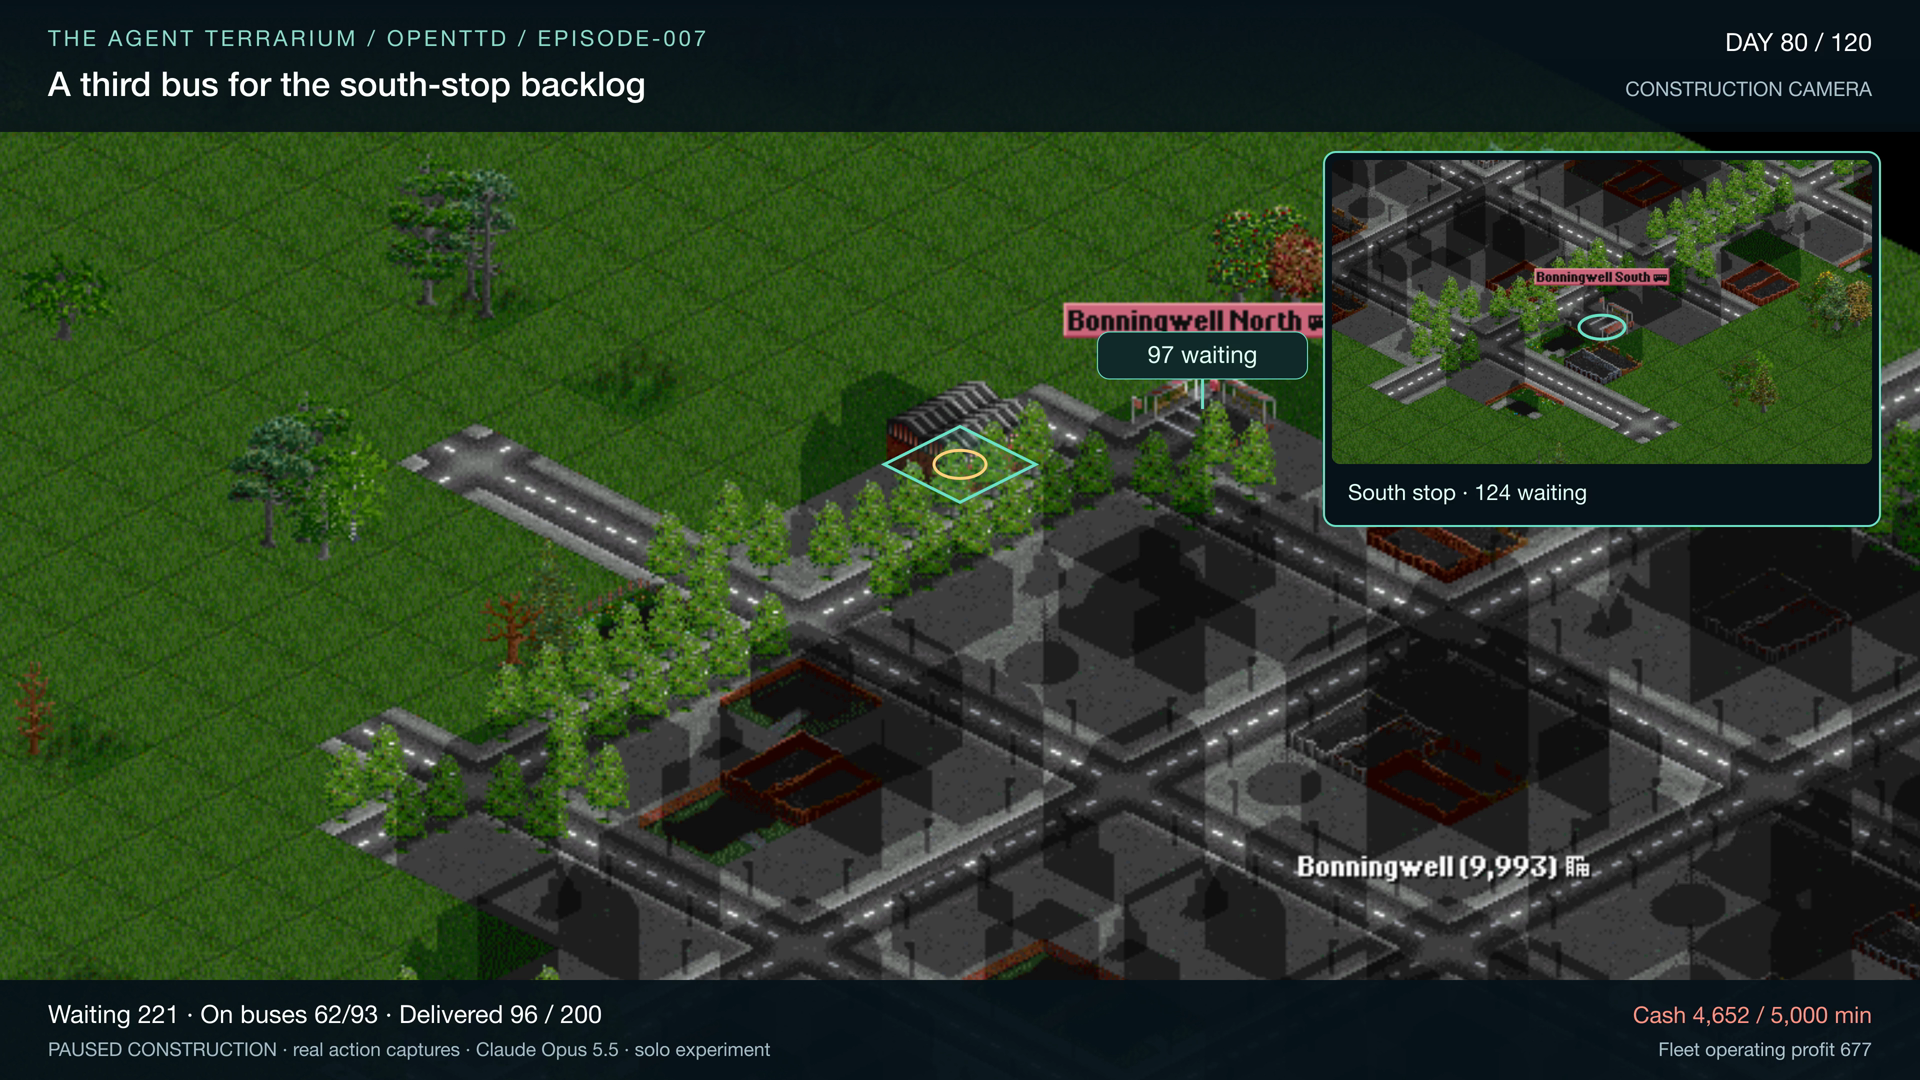 THE AGENT TERRARIUM / OPENTTD / EPISODE-007
A third bus for the south-stop backlog
DAY 80 / 120
CONSTRUCTION CAMERA
Bonningwell North
97 waiting
Bonningwell South
South stop · 124 waiting
Bonningwell (9,993)
Waiting 221 · On buses 62/93 · Delivered 96 / 200
PAUSED CONSTRUCTION · real action captures · Claude Opus 5.5 · solo experiment
Cash 4,652 / 5,000 min
Fleet operating profit 677